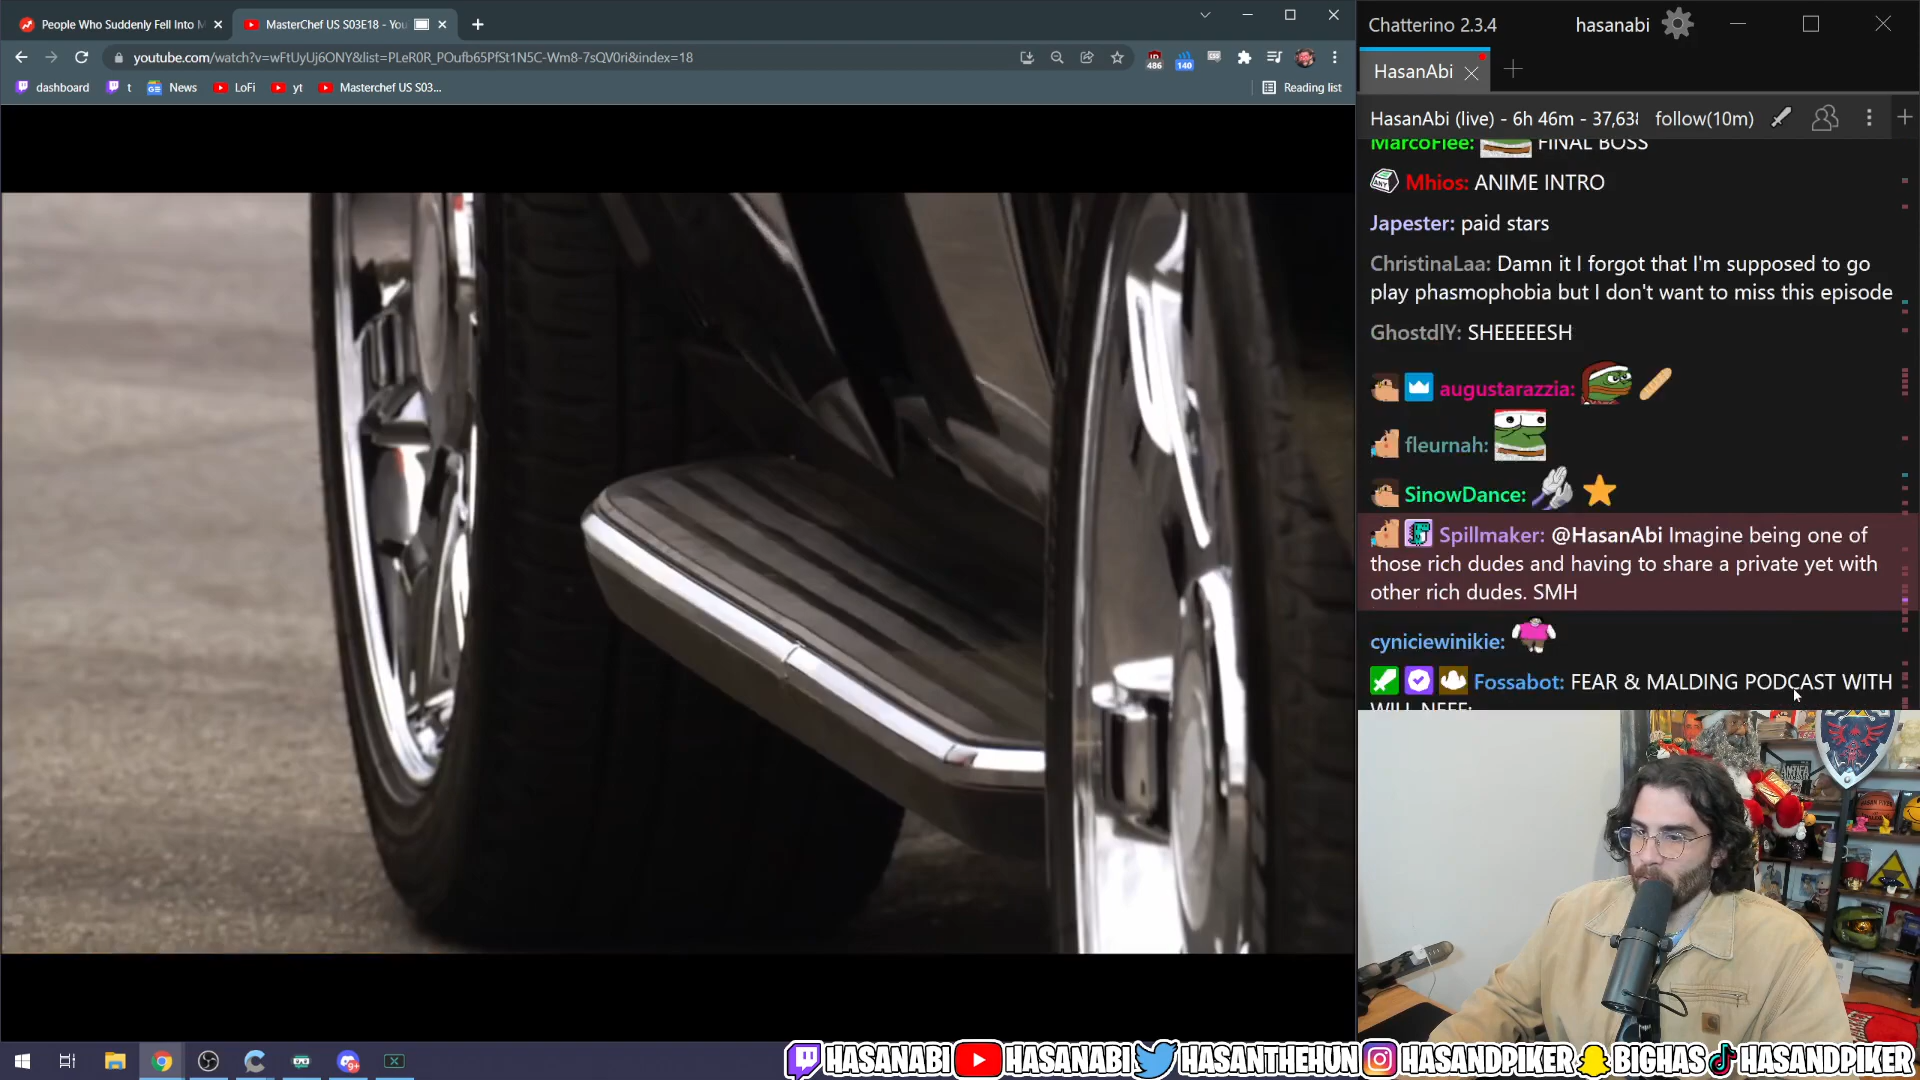 People Who Suddenly Fell Into M
MasterChef US S03E18 - You
youtube.com/watch?v=wFtUyUj6ONY&list=PLeR0R_POufb65PfSt1N5C-Wm8-7sQV0ri&index=18
486
140
dashboard
t
News
LoFi
yt
Masterchef US S03...
Reading list
Chatterino 2.3.4
hasanabi
HasanAbi
HasanAbi (live) - 6h 46m - 37,63
follow(10m)
MarcoFlee: FINAL BOSS
Mhios: ANIME INTRO
Japester: paid stars
ChristinaLaa: Damn it I forgot that I'm supposed to go
play phasmophobia but I don't want to miss this episode
GhostdlY: SHEEEEESH
augustarazzia:
fleurnah:
SinowDance:
Spillmaker: @HasanAbi Imagine being one of
those rich dudes and having to share a private yet with
other rich dudes. SMH
cyniciewinikie:
Fossabot: FEAR & MALDING PODCAST WITH
WILL NEFF:
HASANABI HASANABI HASANTHEHUN HASANDPIKER BIGHAS HASANDPIKER